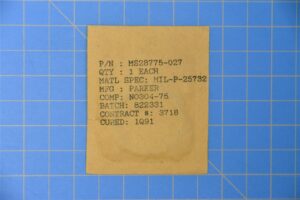 P/N : MS28775-027
QTY : 1 EACH
MATL SPEC: MIL-P-25732
MFG : PARKER
COMP: N0304-75
BATCH: 822331
CONTRACT #: 3718
CURED: 1Q91